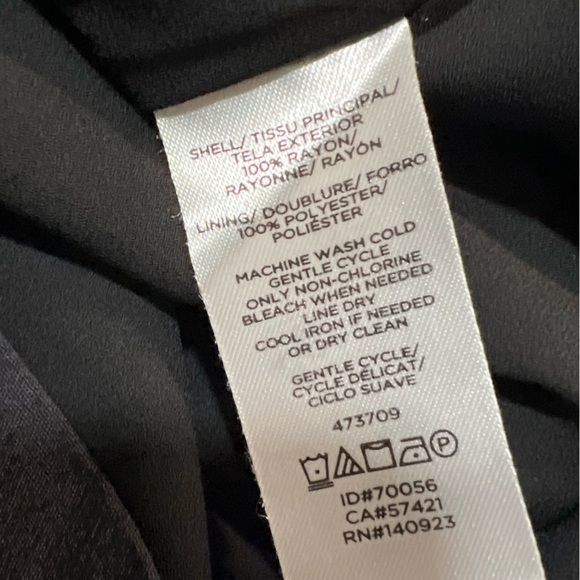 SHELL/ TISSU PRINCIPAL/
TELA EXTERIOR
100% RAYON/
RAYONNE/ RAYÓN
LINING/ DOUBLURE/ FORRO
100% POLYESTER/
POLIÉSTER
MACHINE WASH COLD
GENTLE CYCLE
ONLY NON-CHLORINE
BLEACH WHEN NEEDED
LINE DRY
COOL IRON IF NEEDED
OR DRY CLEAN
GENTLE CYCLE/
CYCLE DÉLICAT/
CICLO SUAVE
473709
P
ID#70056
CA#57421
RN#140923